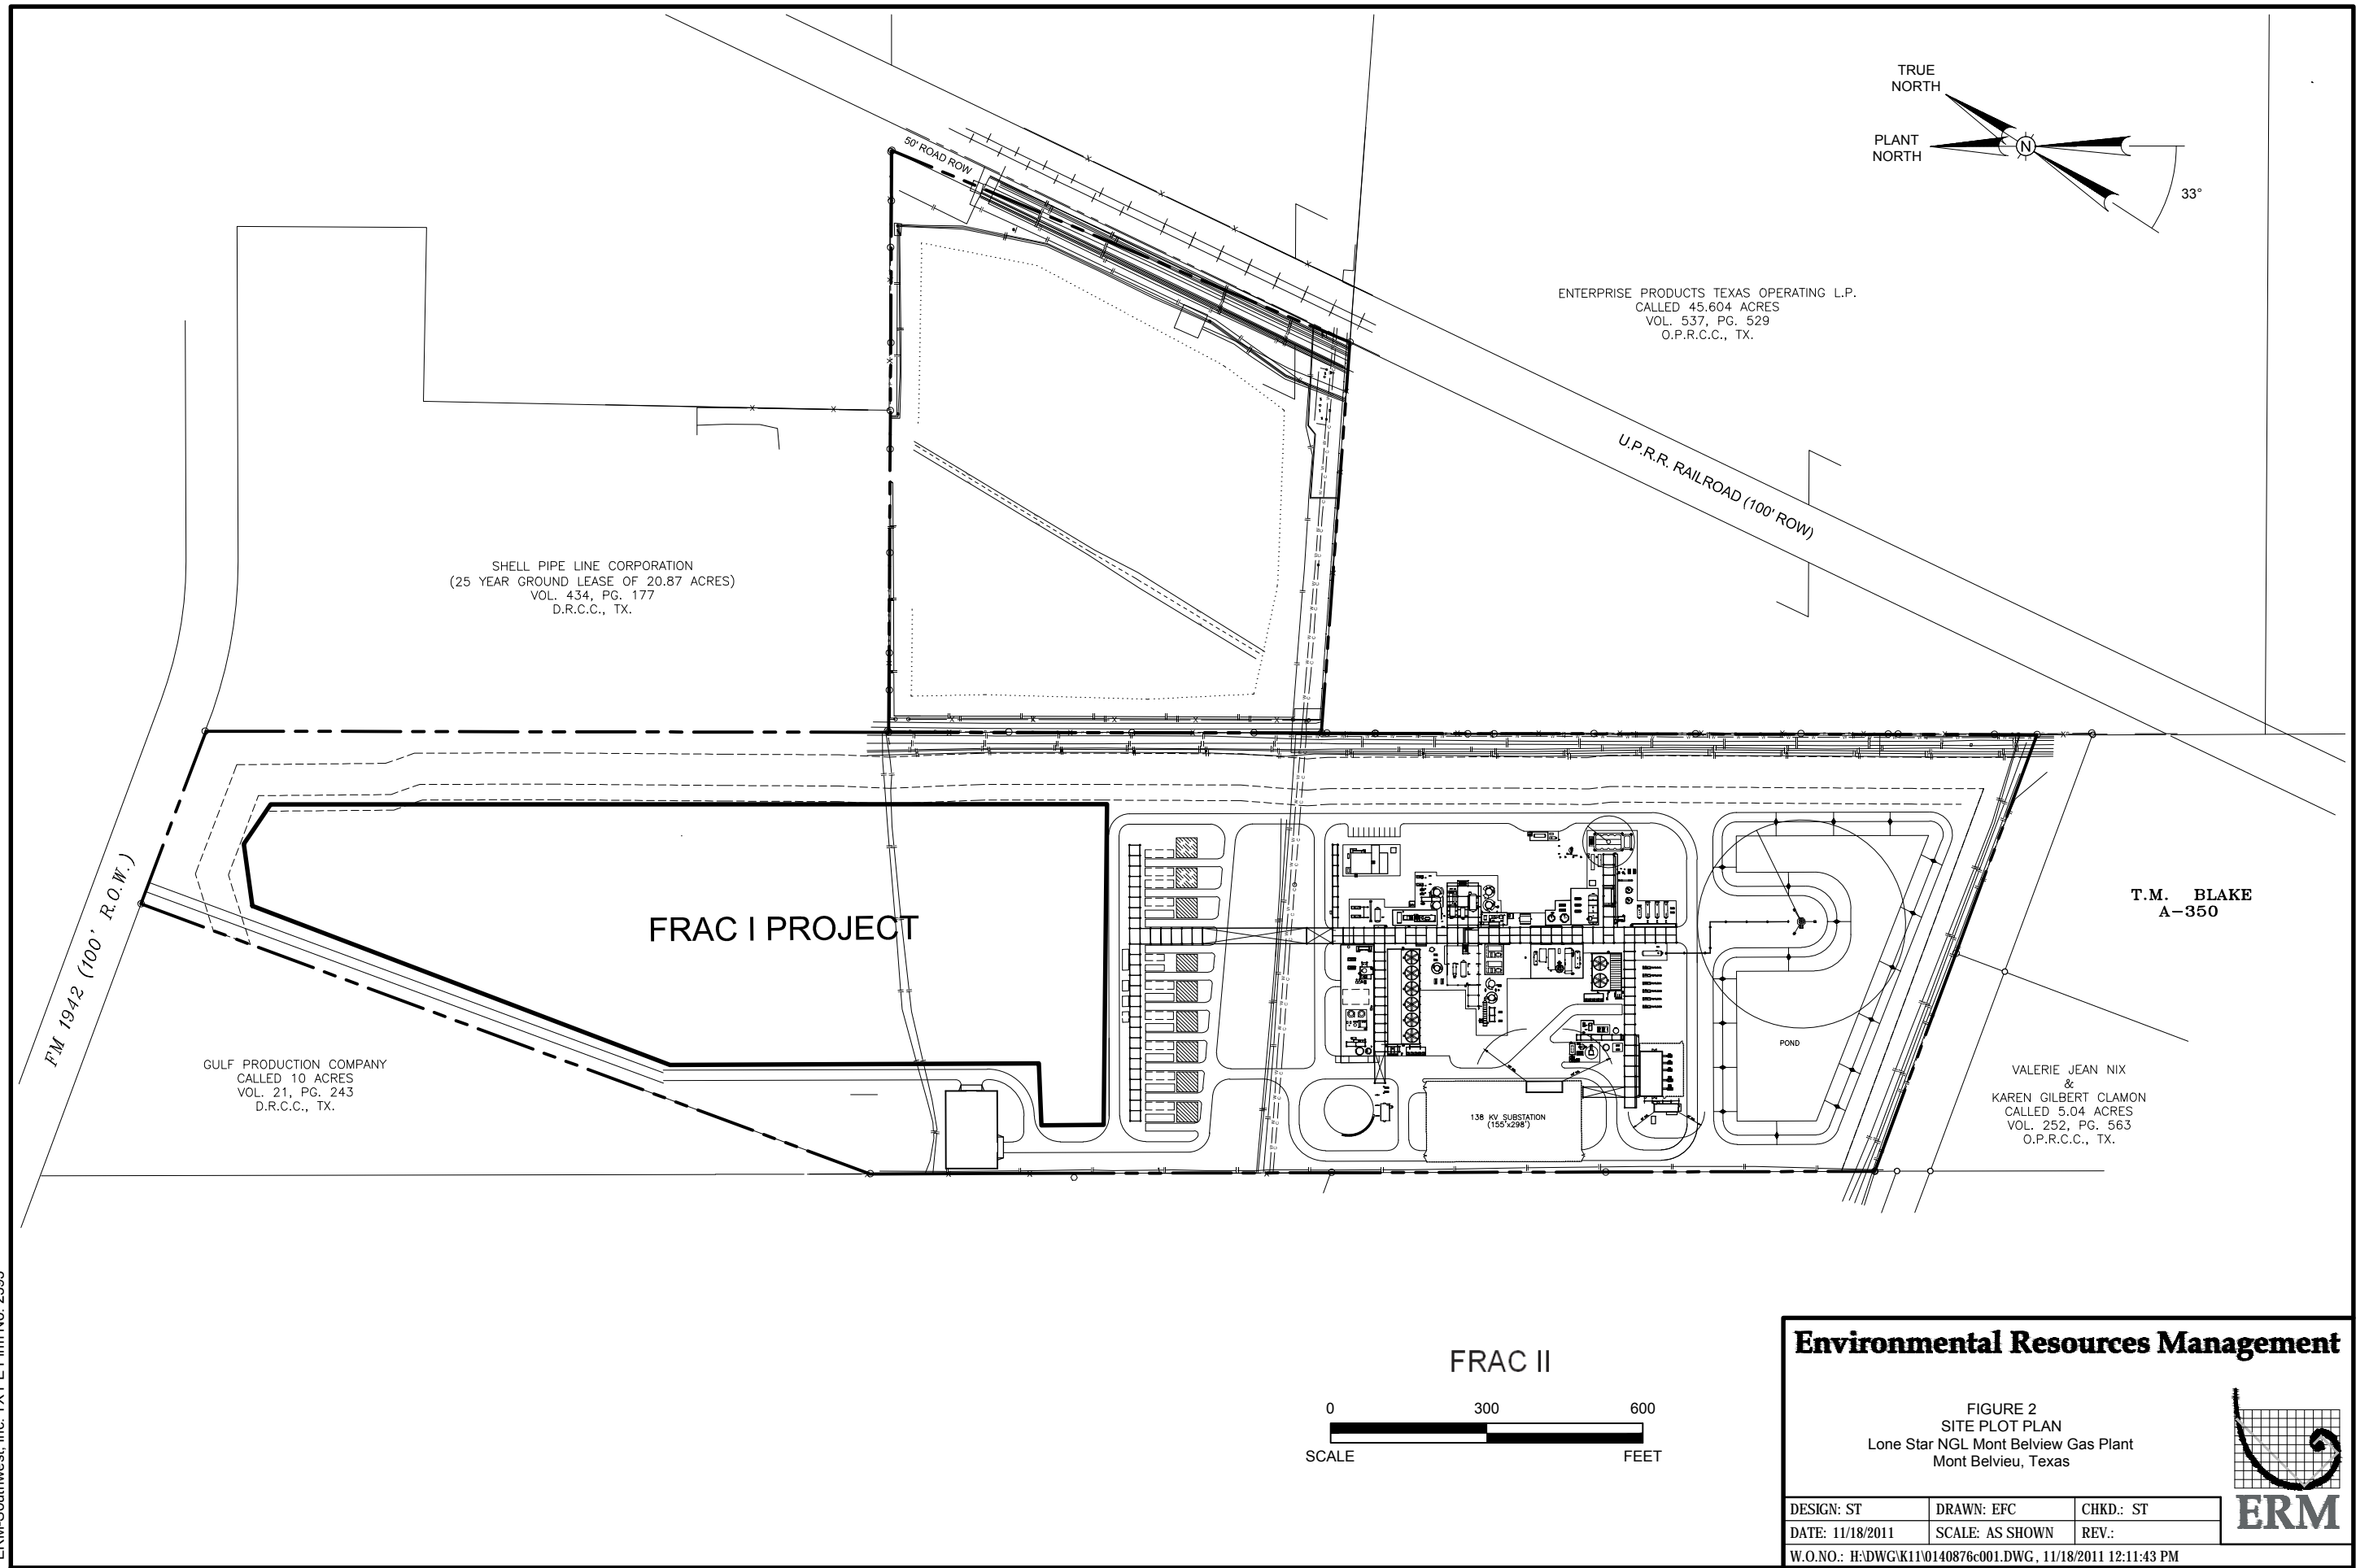 TRUE
NORTH
PLANT
NORTH
N
33°
50' ROAD ROW
ENTERPRISE PRODUCTS TEXAS OPERATING L.P.
CALLED 45.604 ACRES
VOL. 537, PG. 529
O.P.R.C.C., TX.
U.P.R.R. RAILROAD (100' ROW)
SHELL PIPE LINE CORPORATION
(25 YEAR GROUND LEASE OF 20.87 ACRES)
VOL. 434, PG. 177
D.R.C.C., TX.
FM 1942 (100' R.O.W.)
FRAC I PROJECT
T.M. BLAKE
A-350
POND
GULF PRODUCTION COMPANY
CALLED 10 ACRES
VOL. 21, PG. 243
D.R.C.C., TX.
138 KV SUBSTATION
(155'x298')
VALERIE JEAN NIX
&
KAREN GILBERT CLAMON
CALLED 5.04 ACRES
VOL. 252, PG. 563
O.P.R.C.C., TX.
FRAC II
0 300 600
SCALE FEET
Environmental Resources Management
FIGURE 2
SITE PLOT PLAN
Lone Star NGL Mont Belview Gas Plant
Mont Belvieu, Texas
ERM
DESIGN: ST DRAWN: EFC CHKD.: ST
DATE: 11/18/2011 SCALE: AS SHOWN REV.:
W.O.NO.: H:\DWG\K11\0140876c001.DWG, 11/18/2011 12:11:43 PM